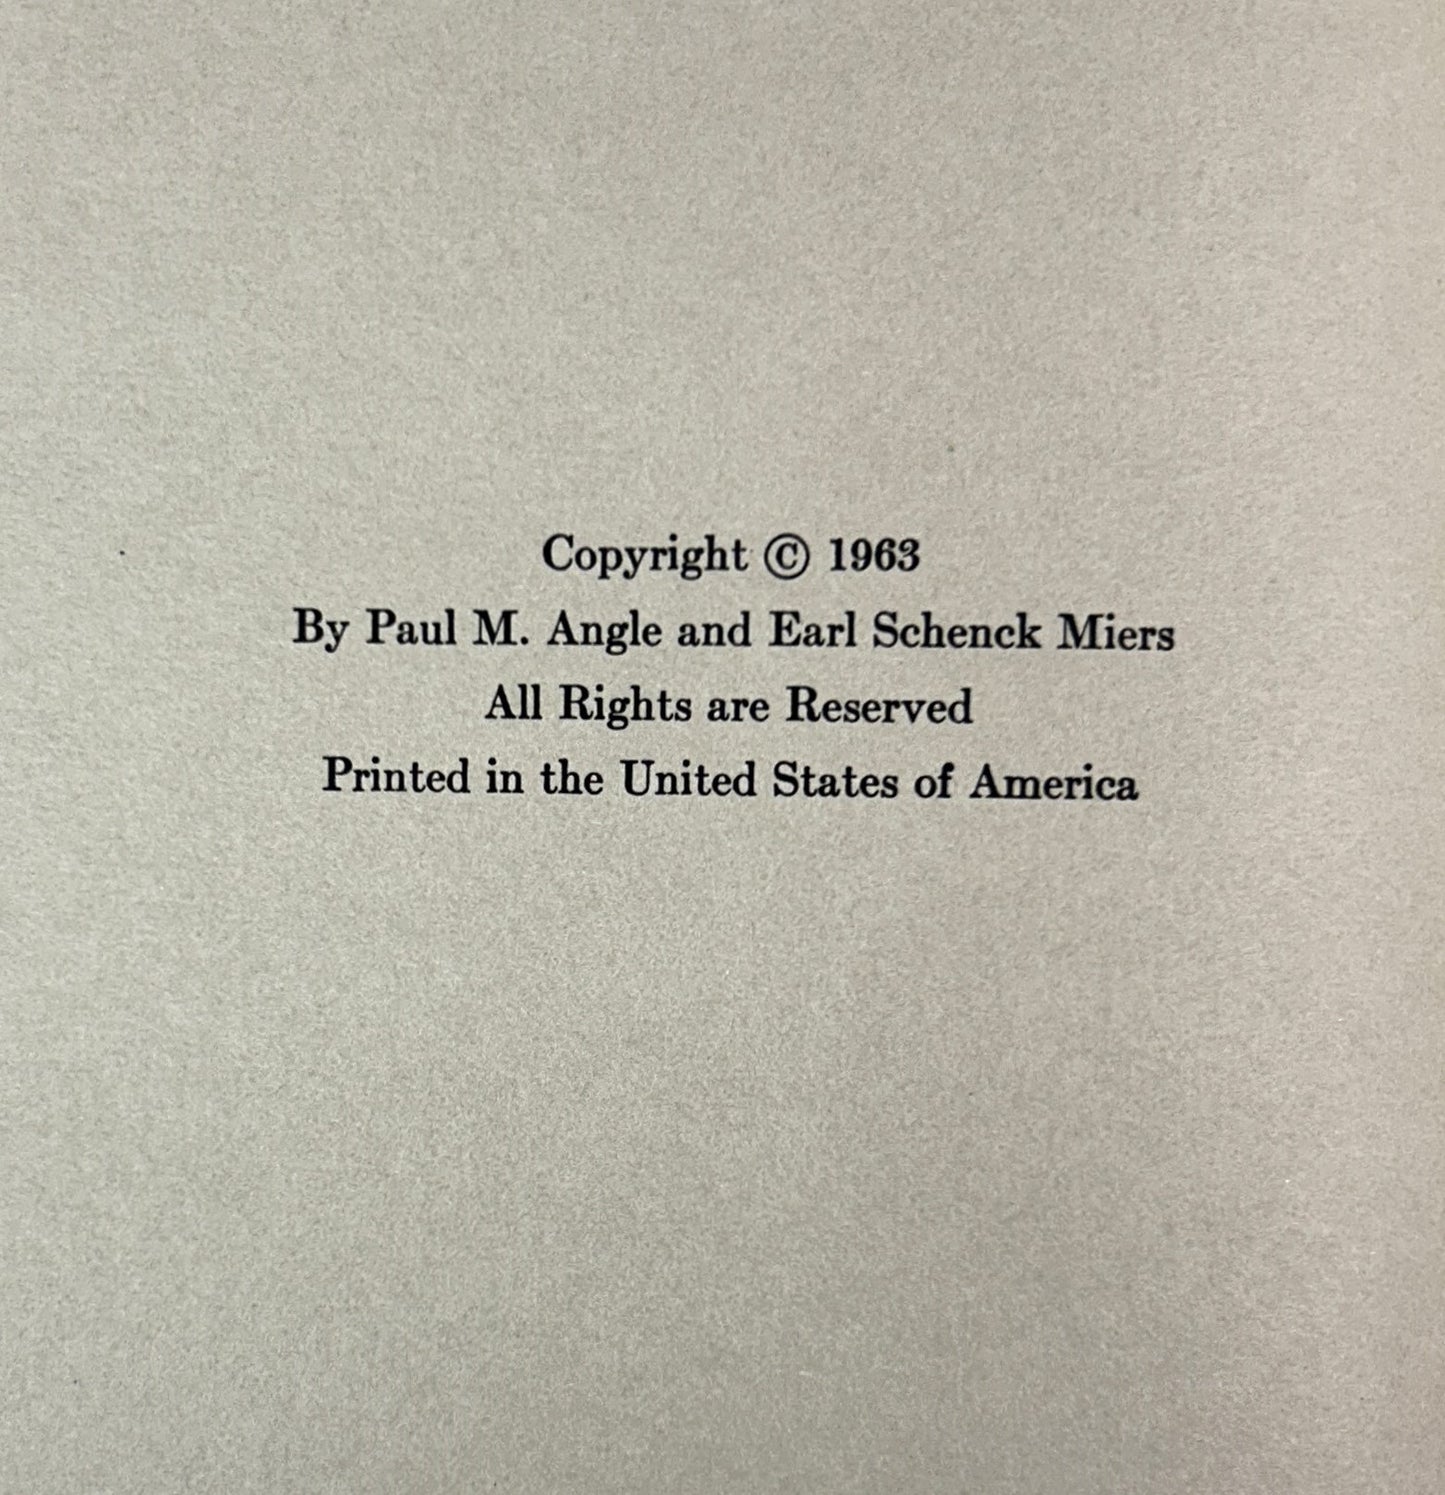 Copyright © 1963
By Paul M. Angle and Earl Schenck Miers
All Rights are Reserved
Printed in the United States of America